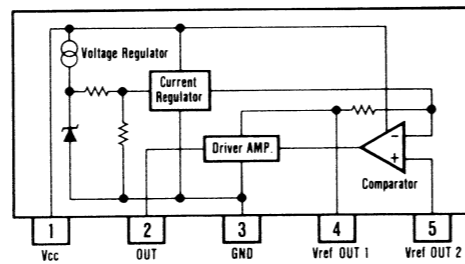 Voltage Regulator
Current
Regulator
Driver AMP.
−
+
Comparator
1
2
3
4
5
Vcc
OUT
GND
Vref OUT 1
Vref OUT 2